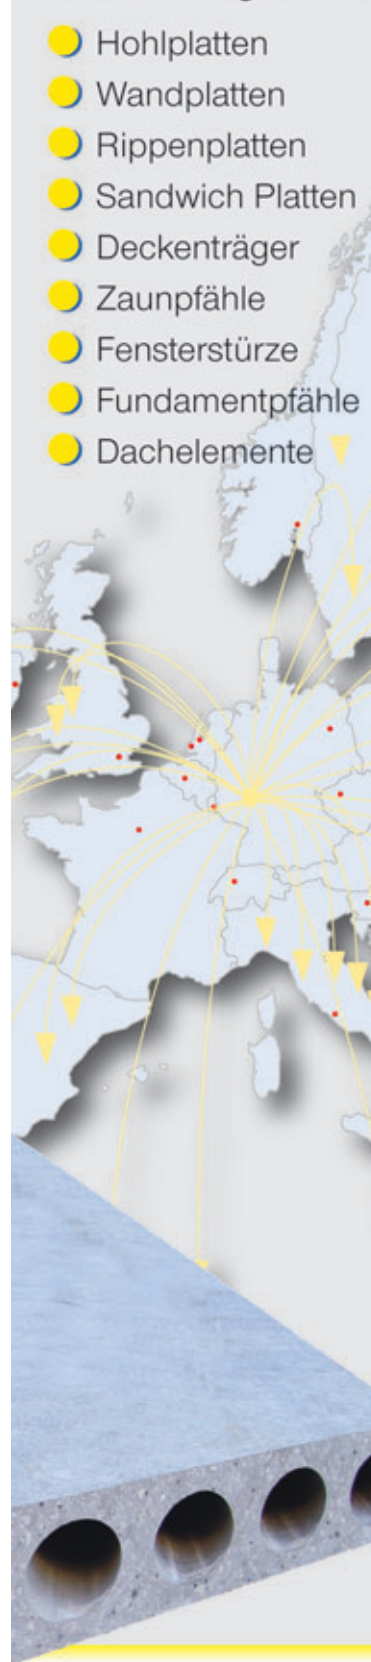 Hohlplatten
Wandplatten
Rippenplatten
Sandwich Platten
Deckenträger
Zaunpfähle
Fensterstürze
Fundamentpfähle
Dachelemente